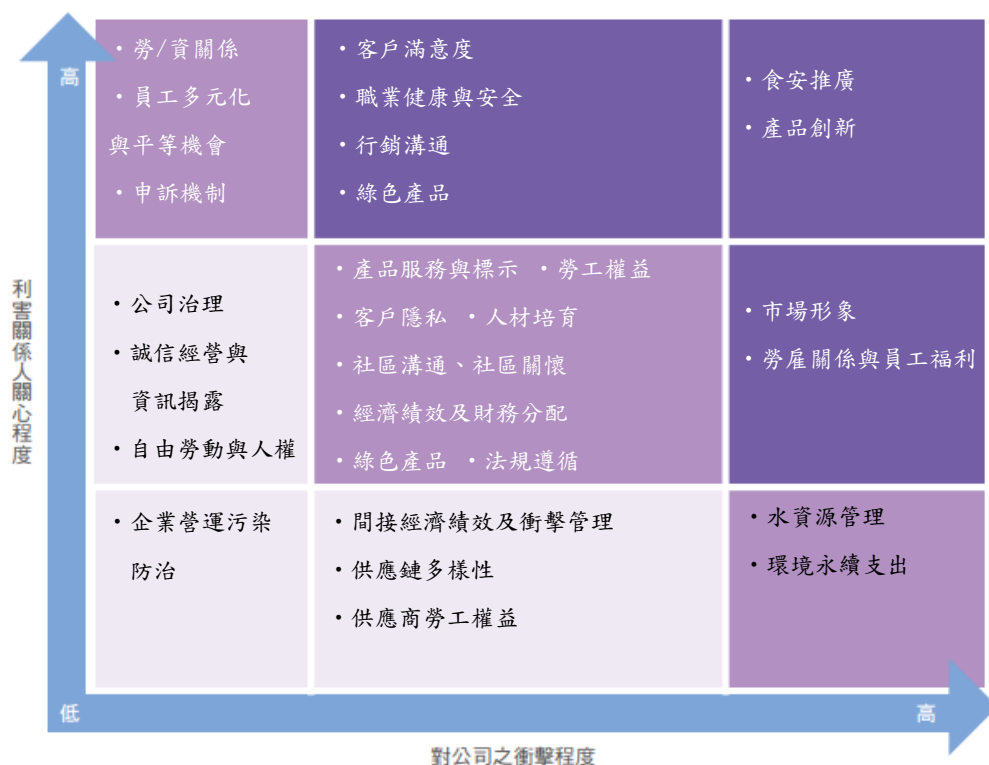 高
・勞/資關係
・員工多元化
與平等機會
・申訴機制
・客戶滿意度
・職業健康與安全
・行銷溝通
・綠色產品
・食安推廣
・產品創新
利害關係人關心程度
・公司治理
・誠信經營與
資訊揭露
・自由勞動與人權
・產品服務與標示 ・勞工權益
・客戶隱私 ・人材培育
・社區溝通、社區關懷
・經濟績效及財務分配
・綠色產品 ・法規遵循
・市場形象
・勞雇關係與員工福利
・企業營運污染
防治
・間接經濟績效及衝擊管理
・供應鏈多樣性
・供應商勞工權益
・水資源管理
・環境永續支出
低
高
對公司之衝擊程度